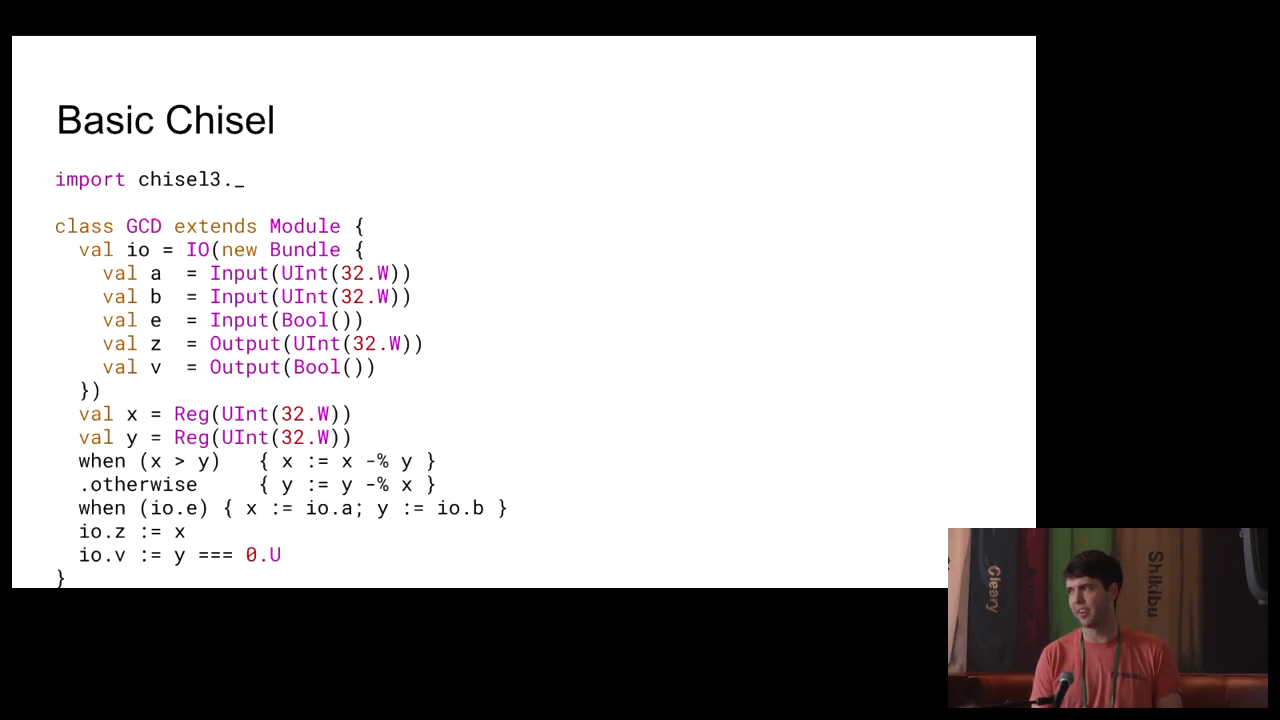 Basic Chisel
import chisel3._
class GCD extends Module {
  val io = IO(new Bundle {
    val a  = Input(UInt(32.W))
    val b  = Input(UInt(32.W))
    val e  = Input(Bool())
    val z  = Output(UInt(32.W))
    val v  = Output(Bool())
  })
  val x = Reg(UInt(32.W))
  val y = Reg(UInt(32.W))
  when (x > y)   { x := x -% y }
  .otherwise     { y := y -% x }
  when (io.e) { x := io.a; y := io.b }
  io.z := x
  io.v := y === 0.U
}
Cleary
Shikibu